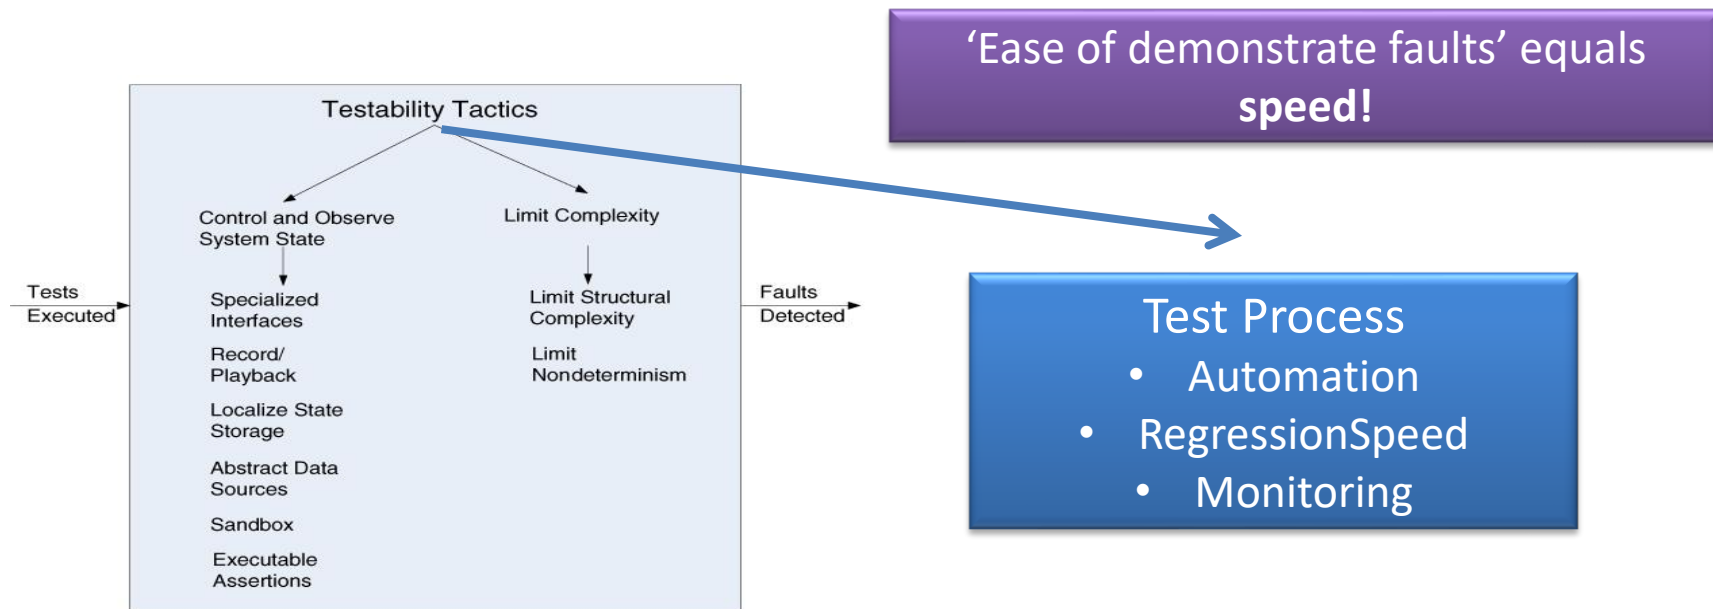 ‘Ease of demonstrate faults’ equals
speed!
Testability Tactics
Control and Observe
System State
Limit Complexity
Tests
Executed
Specialized
Interfaces
Record/
Playback
Localize State
Storage
Abstract Data
Sources
Sandbox
Executable
Assertions
Limit Structural
Complexity
Limit
Nondeterminism
Faults
Detected
Test Process
• Automation
• RegressionSpeed
• Monitoring